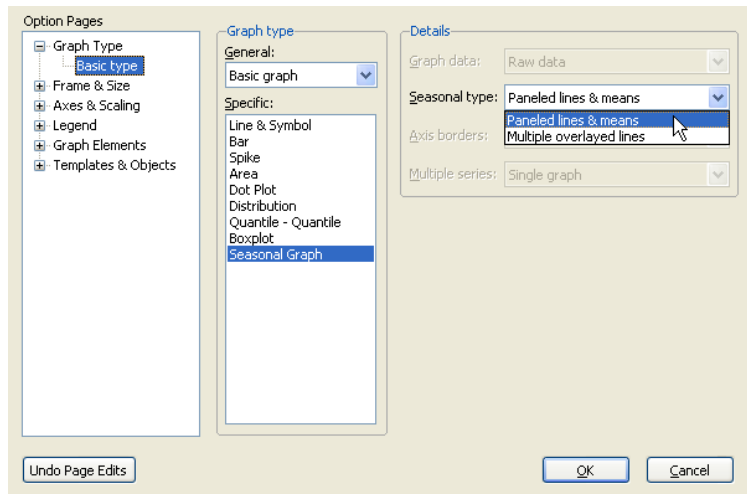 Option Pages
Graph Type
Basic type
Frame & Size
Axes & Scaling
Legend
Graph Elements
Templates & Objects
Graph type
General:
Basic graph
Specific:
Line & Symbol
Bar
Spike
Area
Dot Plot
Distribution
Quantile - Quantile
Boxplot
Seasonal Graph
Details
Graph data: Raw data
Seasonal type: Paneled lines & means
Paneled lines & means
Multiple overlayed lines
Axis borders:
Multiple series: Single graph
Undo Page Edits
OK
Cancel